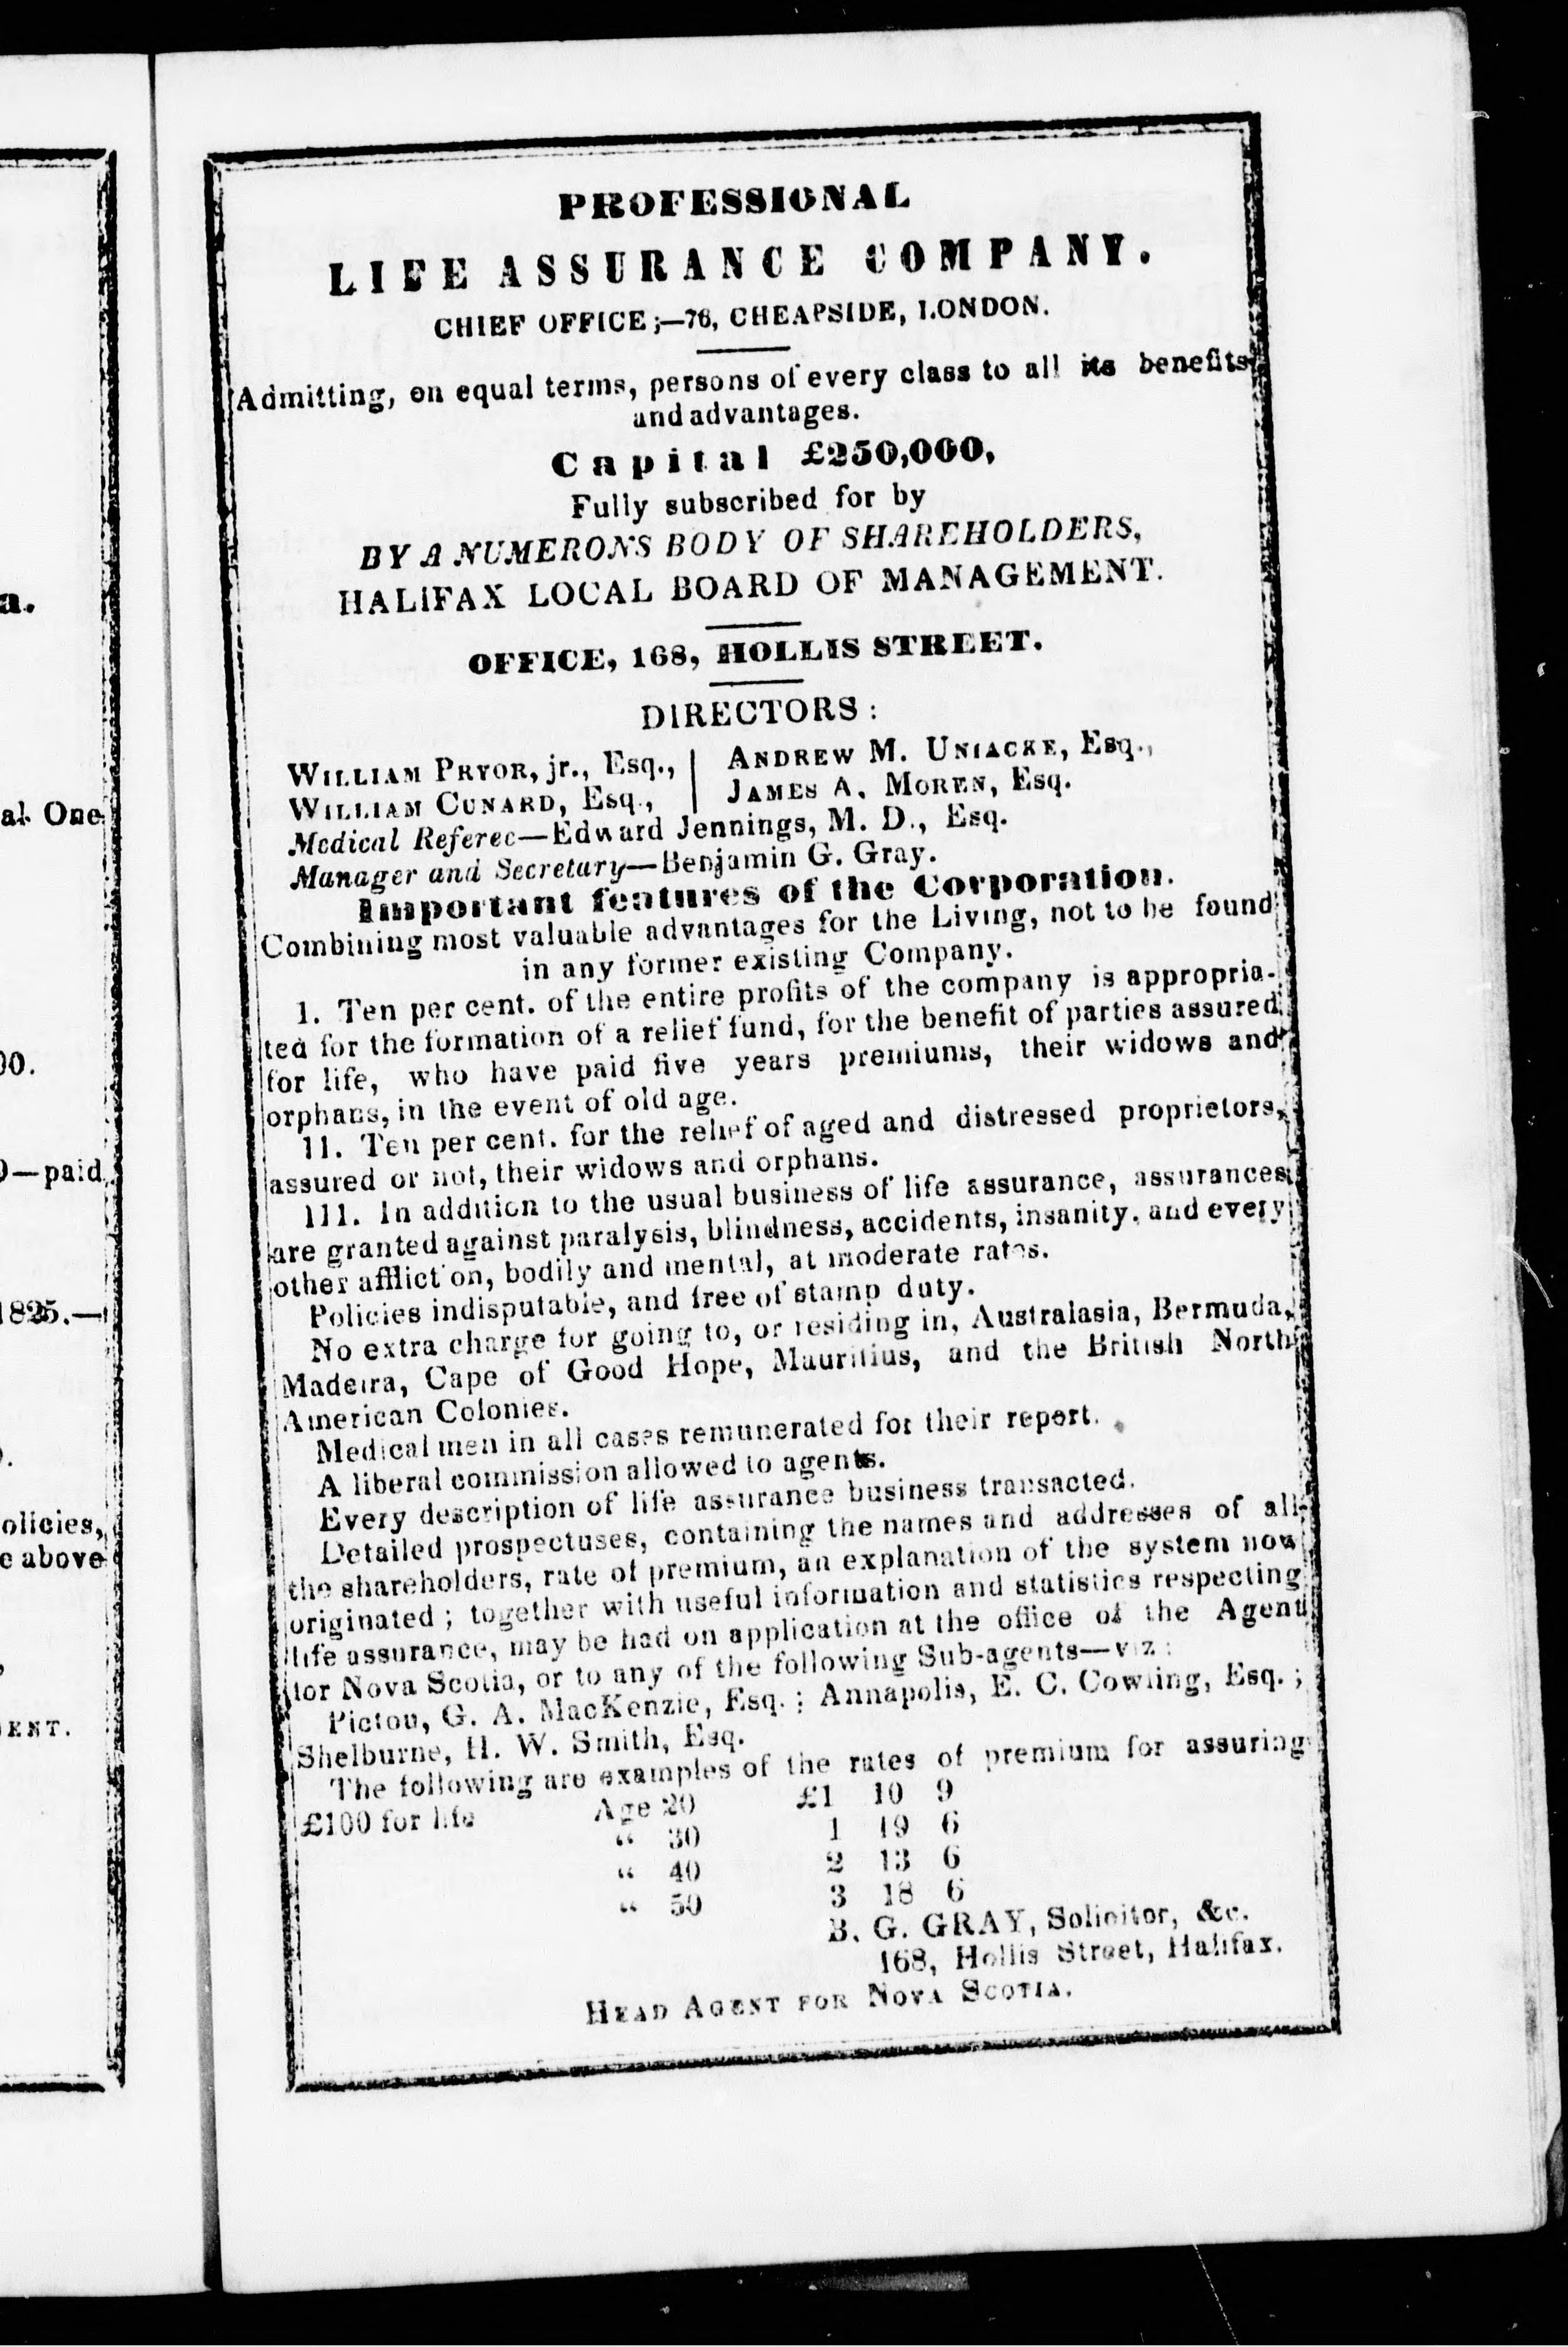 a.
al One
00.
0—paid
1825.—
olicies,
e above
ENT.
PROFESSIONAL
LIFE ASSURANCE COMPANY.
CHIEF OFFICE;—76, CHEAPSIDE, LONDON.
Admitting, on equal terms, persons of every class to all its benefits
and advantages.
Capital £250,000,
Fully subscribed for by
BY A NUMERONS BODY OF SHAREHOLDERS,
HALIFAX LOCAL BOARD OF MANAGEMENT.
OFFICE, 168, HOLLIS STREET.
DIRECTORS:
WILLIAM PRYOR, jr., Esq., | ANDREW M. UNIACKE, Esq.,
WILLIAM CUNARD, Esq., | JAMES A. MOREN, Esq.
Medical Referee—Edward Jennings, M. D., Esq.
Manager and Secretary—Benjamin G. Gray.
Important features of the Corporation.
Combining most valuable advantages for the Living, not to be found
in any former existing Company.
I. Ten per cent. of the entire profits of the company is appropria-
ted for the formation of a relief fund, for the benefit of parties assured
for life, who have paid five years premiums, their widows and
orphans, in the event of old age.
II. Ten per cent. for the relief of aged and distressed proprietors,
assured or not, their widows and orphans.
III. In addition to the usual business of life assurance, assurances
are granted against paralysis, blindness, accidents, insanity, and every
other affliction, bodily and mental, at moderate rates.
Policies indisputable, and free of stamp duty.
No extra charge for going to, or residing in, Australasia, Bermuda,
Madeira, Cape of Good Hope, Mauritius, and the British North
American Colonies.
Medical men in all cases remunerated for their report.
A liberal commission allowed to agents.
Every description of life assurance business transacted.
Detailed prospectuses, containing the names and addresses of all
the shareholders, rate of premium, an explanation of the system now
originated; together with useful information and statistics respecting
life assurance, may be had on application at the office of the Agent
for Nova Scotia, or to any of the following Sub-agents—viz:
Pictou, G. A. MacKenzie, Esq.; Annapolis, E. C. Cowling, Esq.;
Shelburne, H. W. Smith, Esq.
The following are examples of the rates of premium for assuring
£100 for life Age 20 £1 10 9
“ 30 1 19 6
“ 40 2 13 6
“ 50 3 18 6
B. G. GRAY, Solicitor, &c.
168, Hollis Street, Halifax.
HEAD AGENT FOR NOVA SCOTIA.